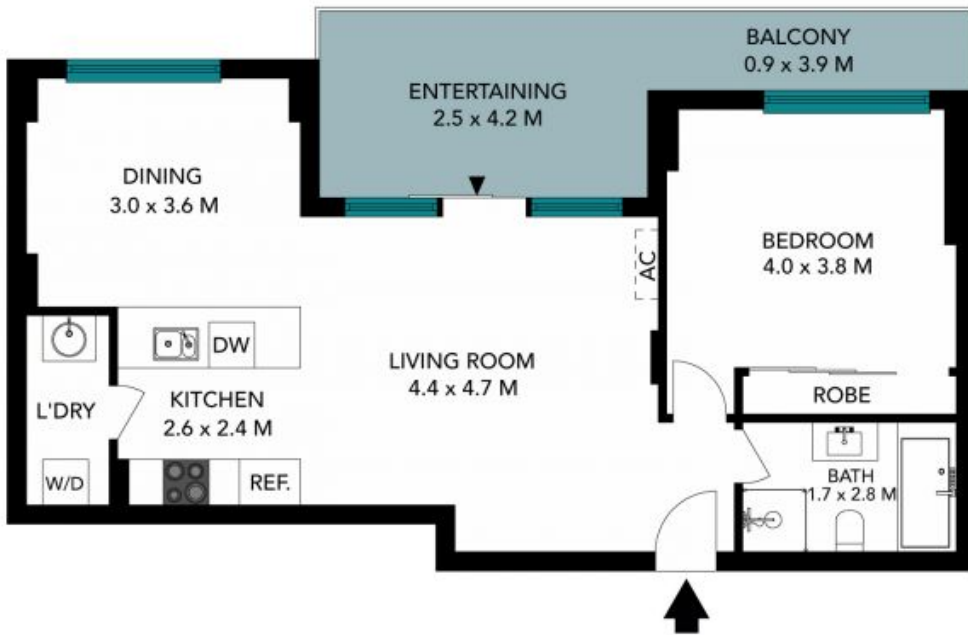 BALCONY
0.9 x 3.9 M
ENTERTAINING
2.5 x 4.2 M
DINING
3.0 x 3.6 M
BEDROOM
4.0 x 3.8 M
AC
DW
LIVING ROOM
4.4 x 4.7 M
ROBE
L'DRY
KITCHEN
2.6 x 2.4 M
W/D
REF.
BATH
1.7 x 2.8 M